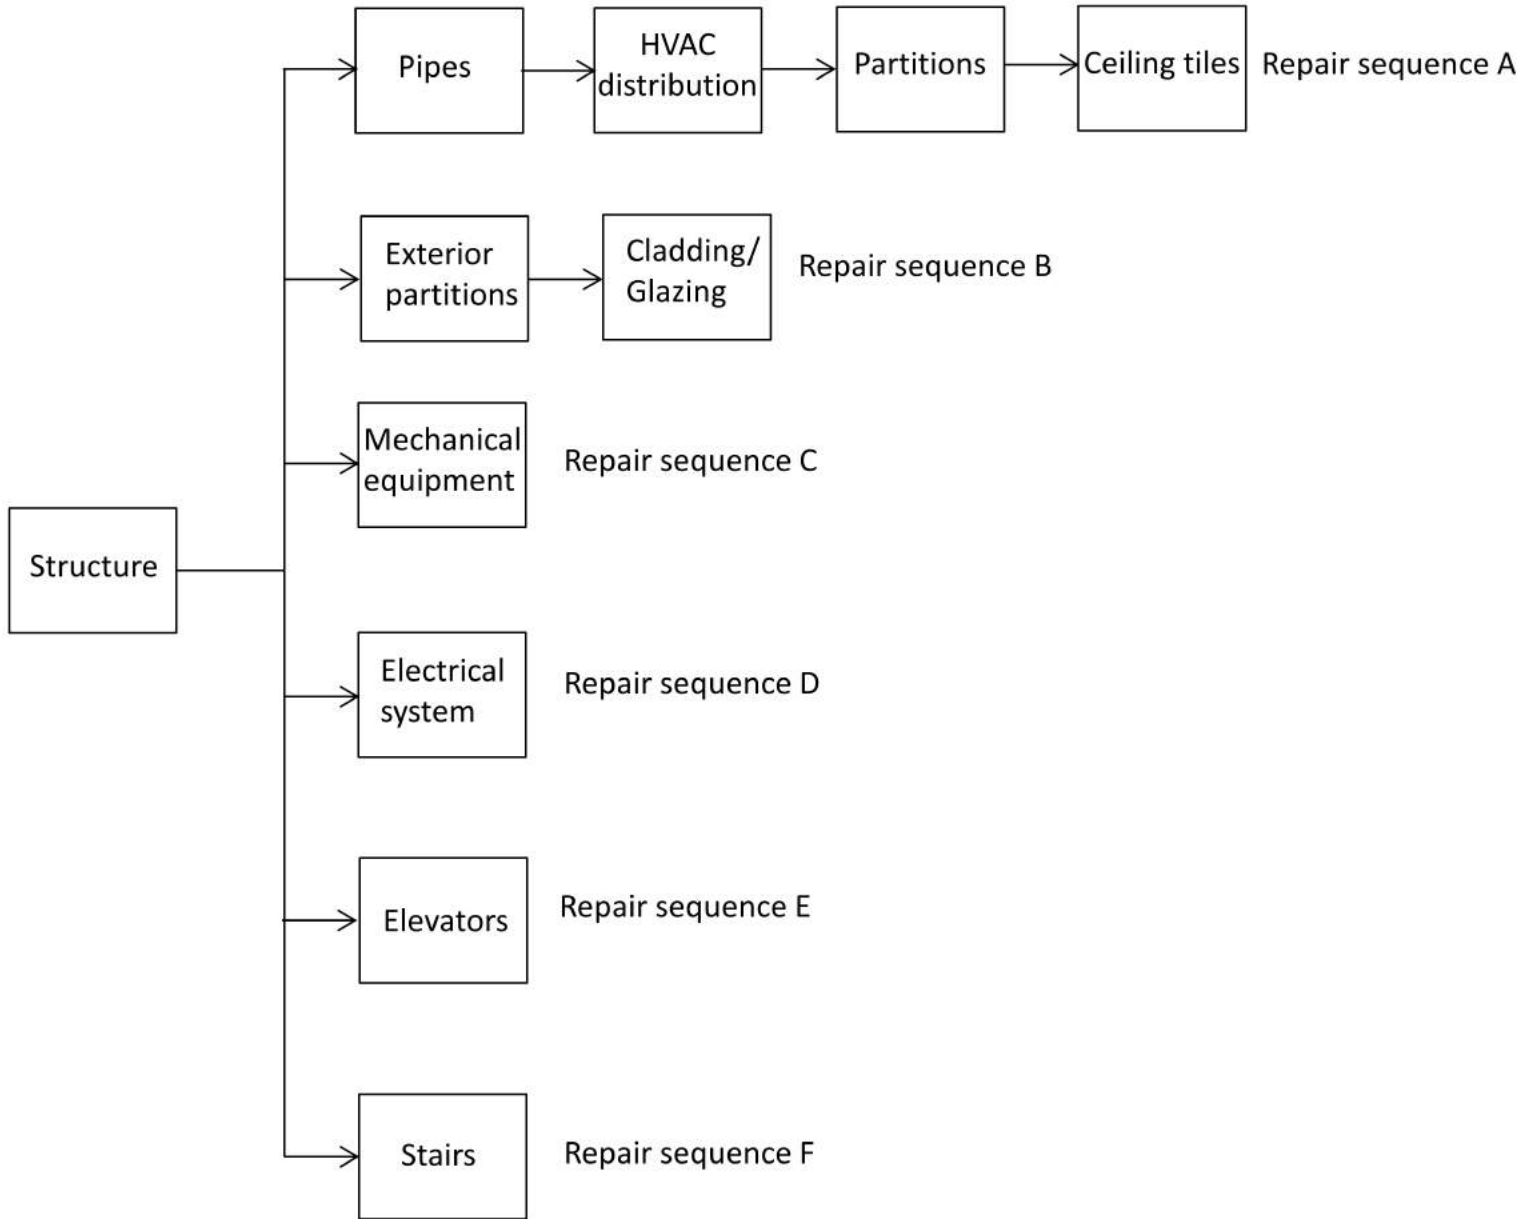 Pipes
HVAC
distribution
Partitions
Ceiling tiles
Repair sequence A
Exterior
partitions
Cladding/
Glazing
Repair sequence B
Mechanical
equipment
Repair sequence C
Structure
Electrical
system
Repair sequence D
Elevators
Repair sequence E
Stairs
Repair sequence F